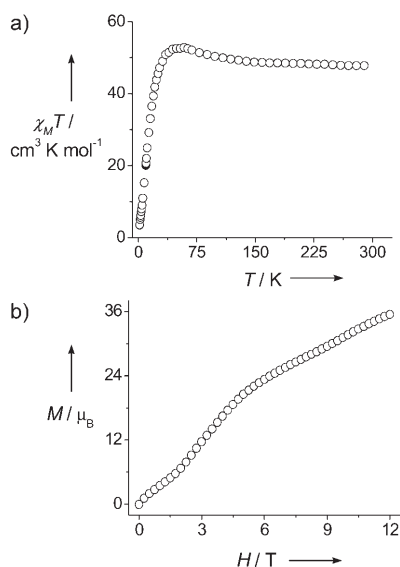 a)
60
40
20
0
χMT /
cm³ K mol⁻¹
0 75 150 225 300
T / K
b)
36
24
12
0
M / μB
0 3 6 9 12
H / T